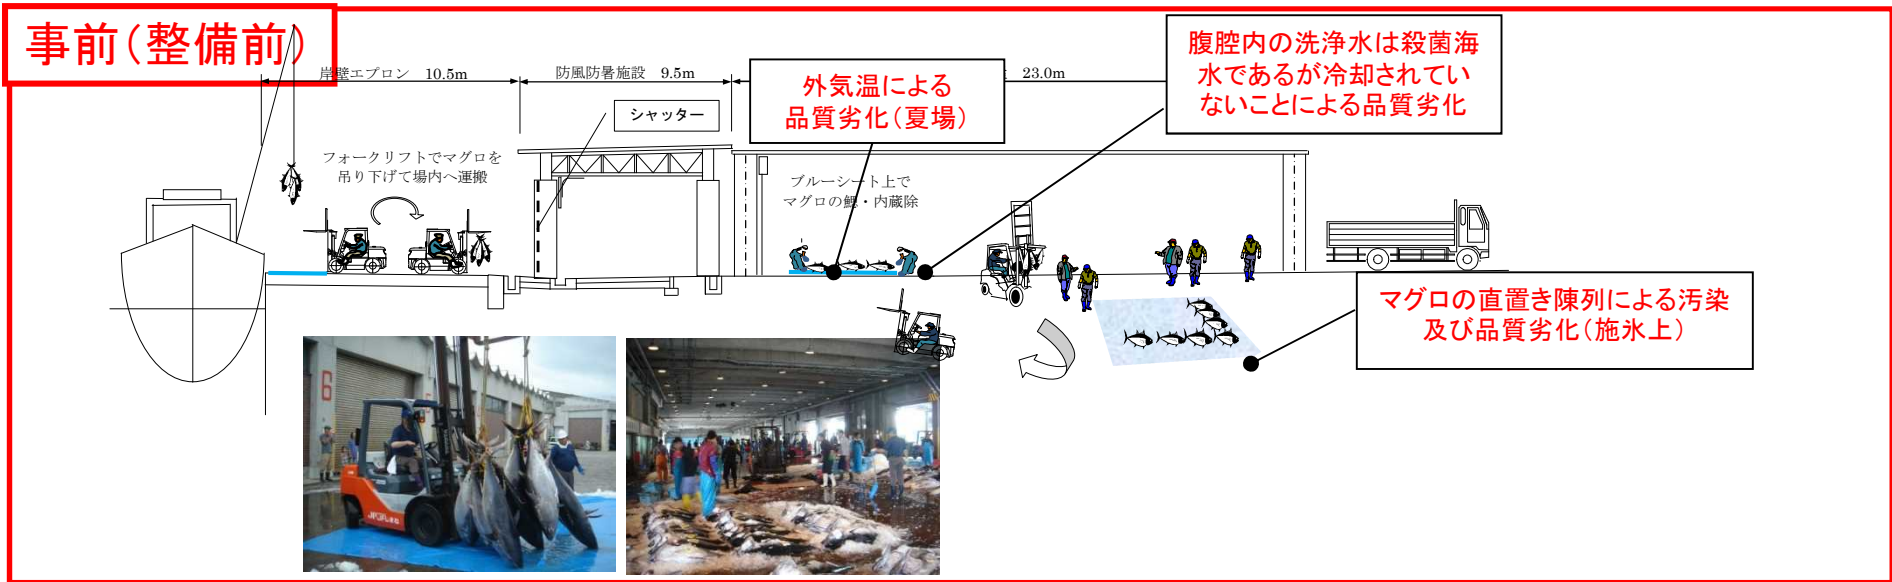 事前(整備前)
岸壁エプロン 10.5m
防風防暑施設 9.5m
23.0m
シャッター
外気温による
品質劣化(夏場)
腹腔内の洗浄水は殺菌海
水であるが冷却されてい
ないことによる品質劣化
フォークリフトでマグロを
吊り下げて場内へ運搬
ブルーシート上で
マグロの鰓・内蔵除
マグロの直置き陳列による汚染
及び品質劣化(施氷上)
6